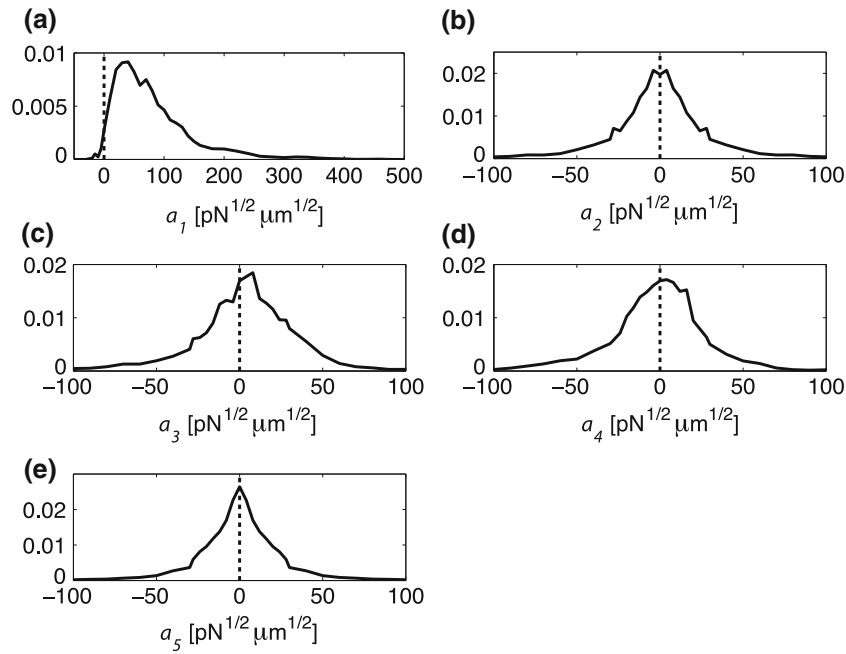 (a)
0.01
0.005
0
0 100 200 300 400 500
a₁ [pN¹/² μm¹/²]
(b)
0.02
0.01
0
−100 −50 0 50 100
a₂ [pN¹/² μm¹/²]
(c)
0.02
0.01
0
−100 −50 0 50 100
a₃ [pN¹/² μm¹/²]
(d)
0.02
0.01
0
−100 −50 0 50 100
a₄ [pN¹/² μm¹/²]
(e)
0.02
0.01
0
−100 −50 0 50 100
a₅ [pN¹/² μm¹/²]